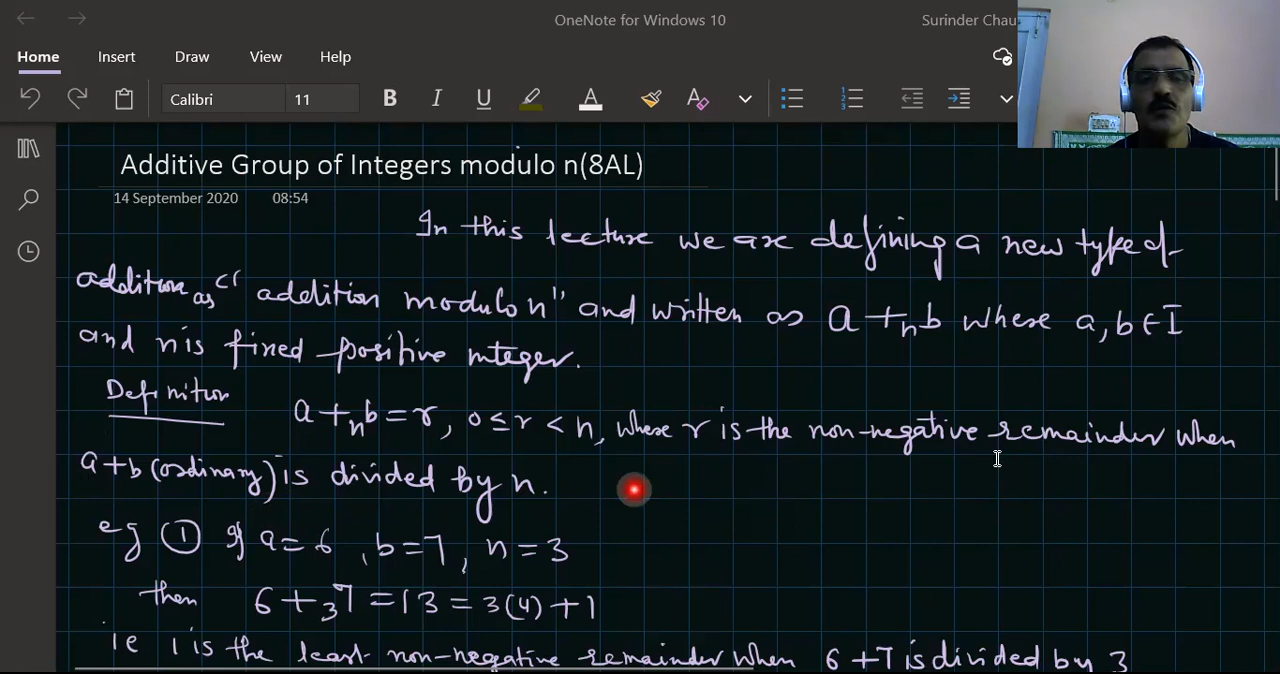 OneNote for Windows 10
Surinder Chau
Home Insert Draw View Help
Calibri 11 B I U A A
Additive Group of Integers modulo n(8AL)
14 September 2020 08:54
In this lecture we are defining a new type of
addition as "addition modulo n" and written as a +ₙ b where a, b ∈ I
and n is fixed positive integer.
Definition a +ₙ b = r, 0 ≤ r < n, where r is the non-negative remainder when
a+b (ordinary) is divided by n.
eg ① If a = 6, b = 7, n = 3
then 6 +₃ 7 = 13 = 3(4) + 1
ie 1 is the least non-negative remainder when 6 + 7 is divided by 3